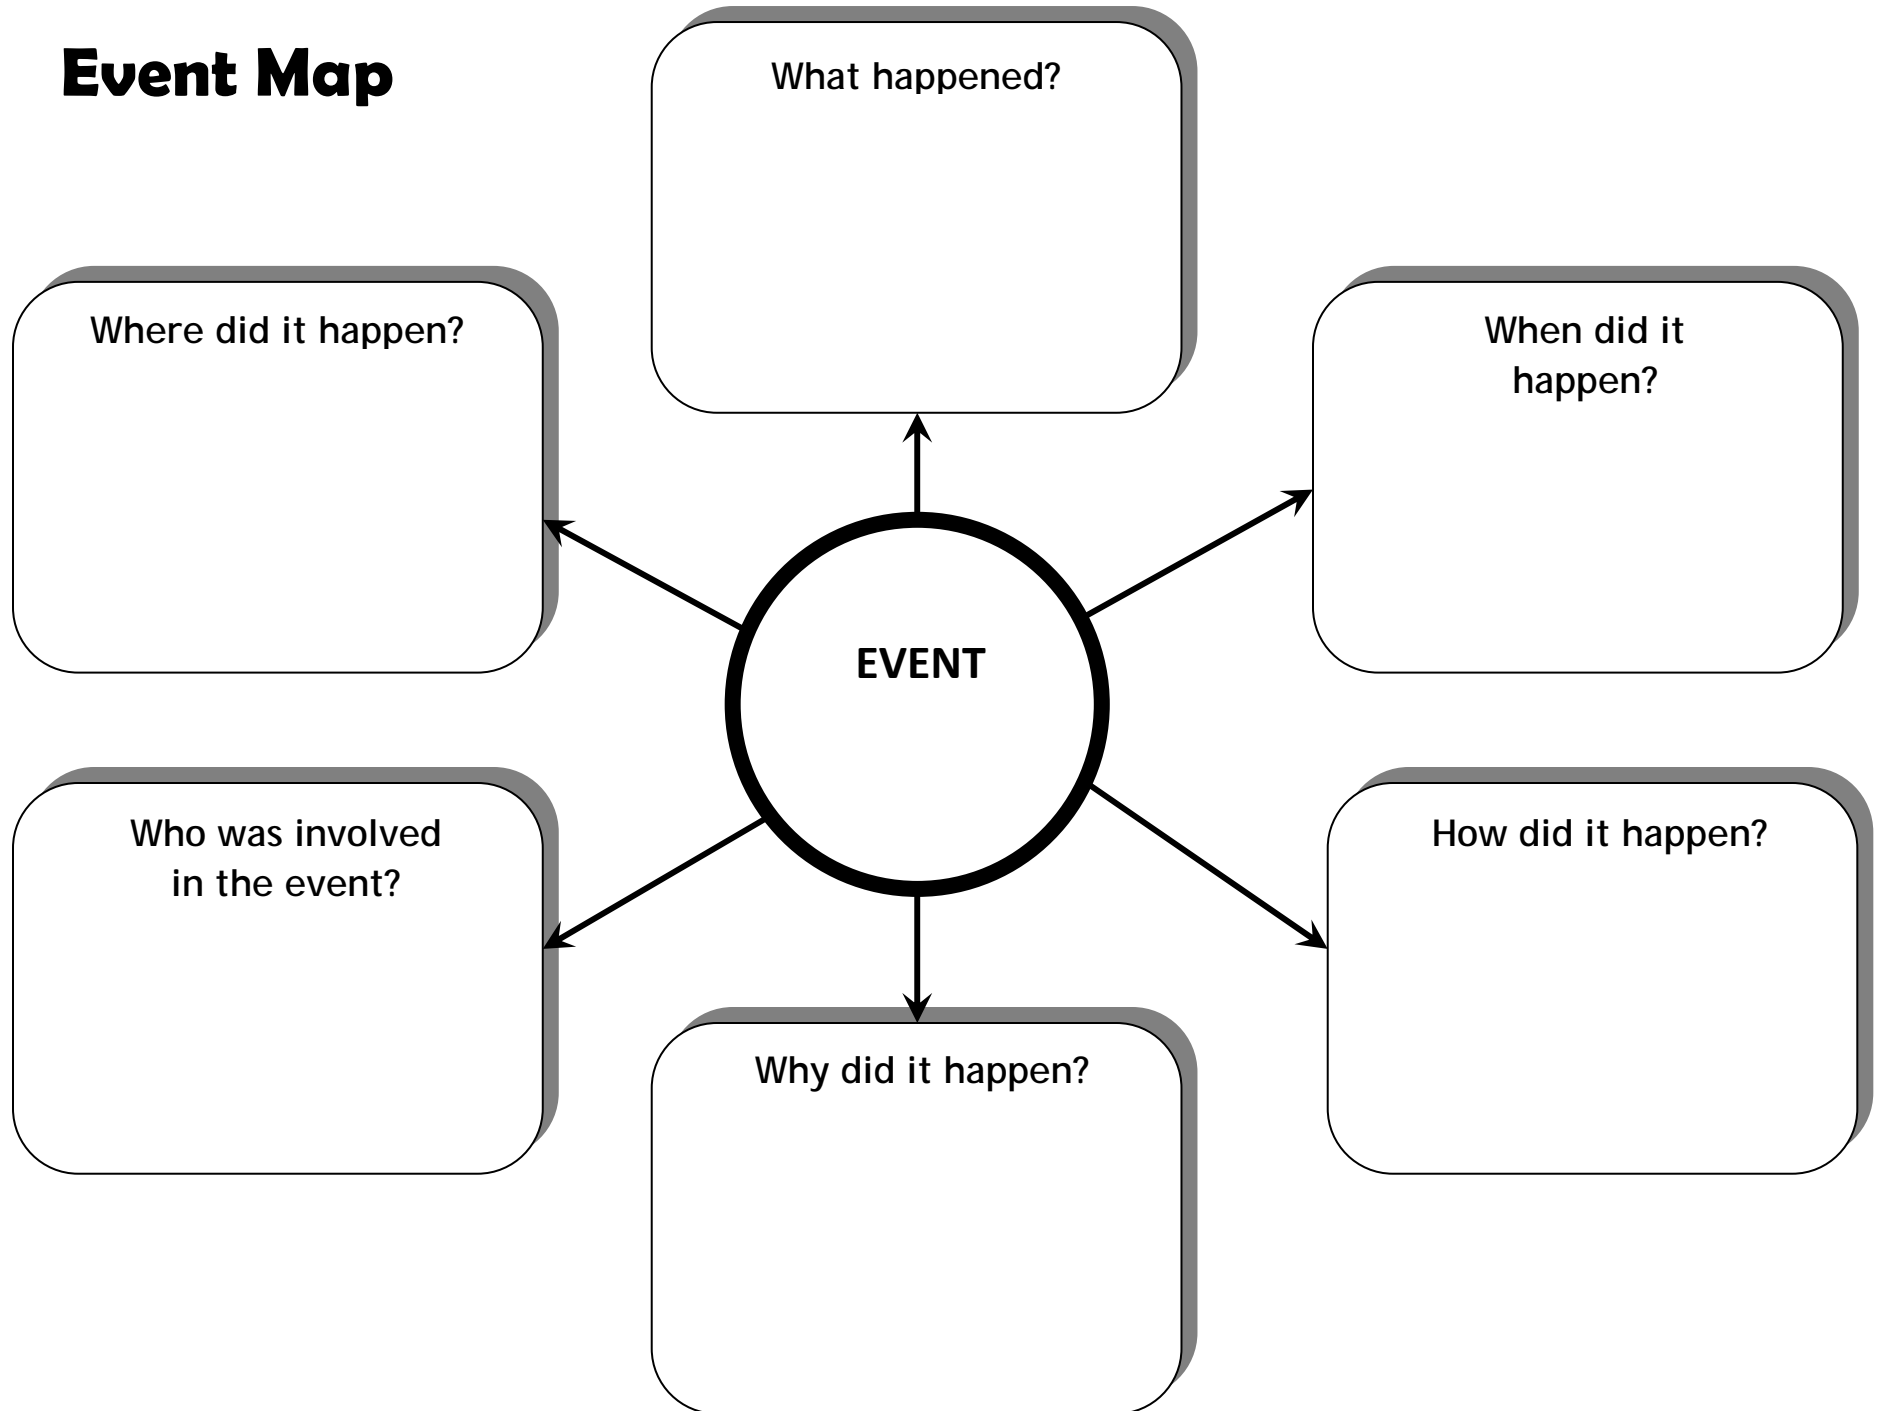 Event Map
What happened?
Where did it happen?
When did it
happen?
EVENT
Who was involved
in the event?
How did it happen?
Why did it happen?